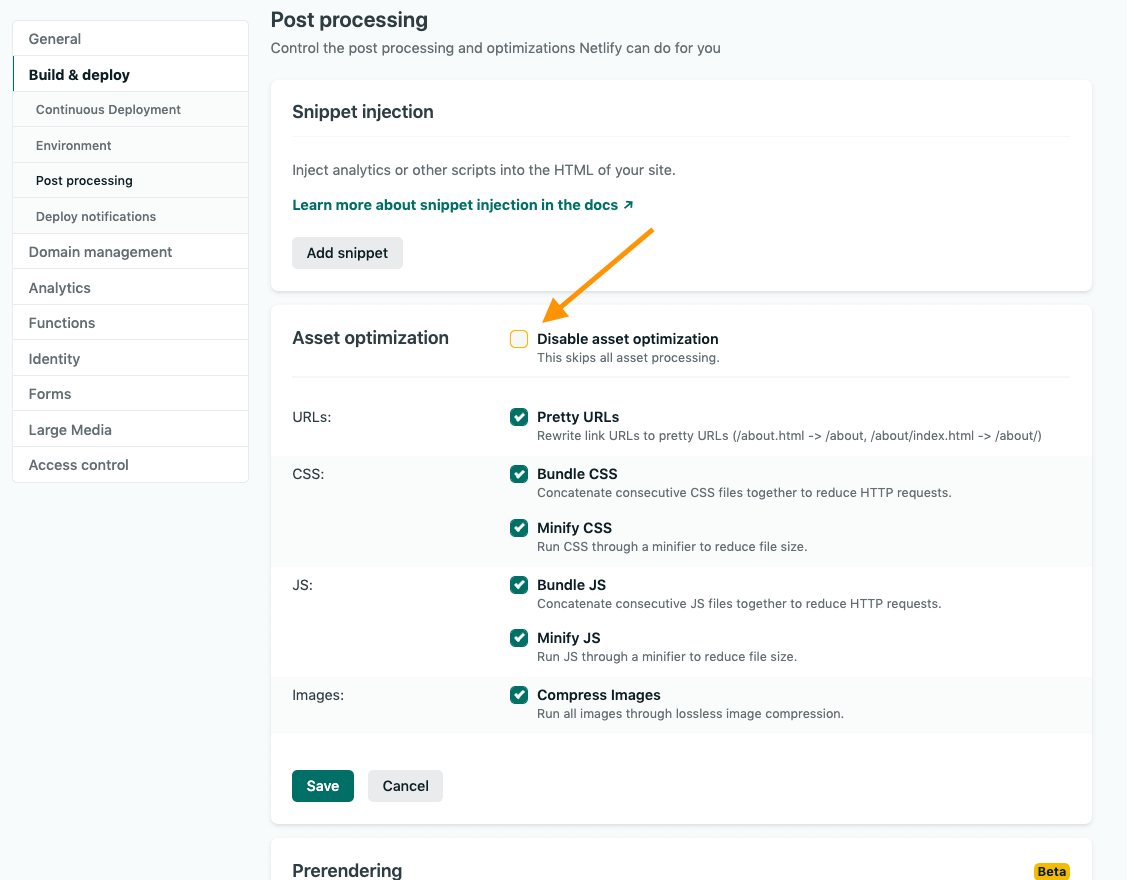 General
Build & deploy
Continuous Deployment
Environment
Post processing
Deploy notifications
Domain management
Analytics
Functions
Identity
Forms
Large Media
Access control
Post processing
Control the post processing and optimizations Netlify can do for you
Snippet injection
Inject analytics or other scripts into the HTML of your site.
Learn more about snippet injection in the docs ↗
Add snippet
Asset optimization
Disable asset optimization
This skips all asset processing.
URLs:
Pretty URLs
Rewrite link URLs to pretty URLs (/about.html -> /about, /about/index.html -> /about/)
CSS:
Bundle CSS
Concatenate consecutive CSS files together to reduce HTTP requests.
Minify CSS
Run CSS through a minifier to reduce file size.
JS:
Bundle JS
Concatenate consecutive JS files together to reduce HTTP requests.
Minify JS
Run JS through a minifier to reduce file size.
Images:
Compress Images
Run all images through lossless image compression.
Save
Cancel
Prerendering
Beta